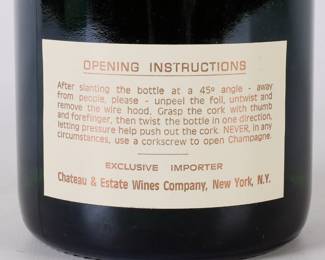 OPENING INSTRUCTIONS
After slanting the bottle at a 45º angle - away
from people, please - unpeel the foil, untwist and
remove the wire hood. Grasp the cork with thumb
and forefinger, then twist the bottle in one direction,
letting pressure help push out the cork. NEVER, in any
circumstances, use a corkscrew to open Champagne.
EXCLUSIVE IMPORTER
Chateau & Estate Wines Company, New York, N.Y.